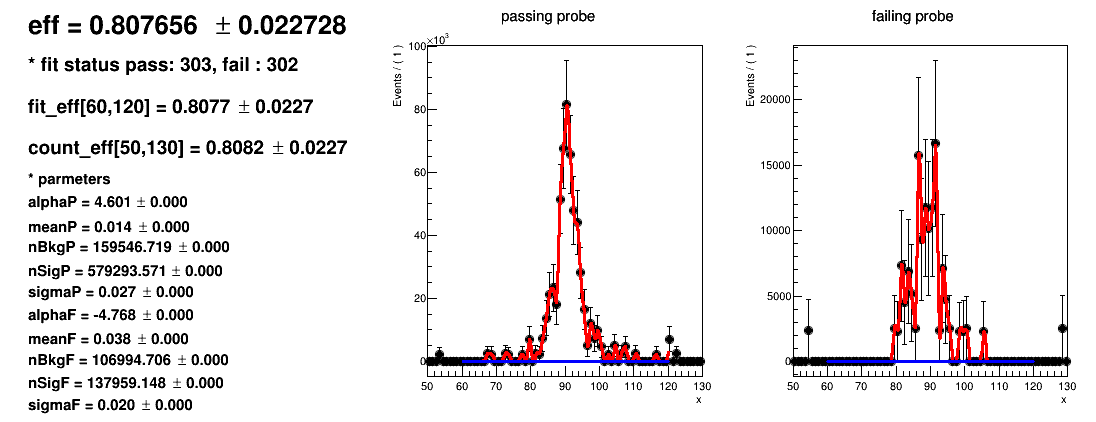 eff = 0.807656 ± 0.022728
* fit status pass: 303, fail : 302
fit_eff[60,120] = 0.8077 ± 0.0227
count_eff[50,130] = 0.8082 ± 0.0227
* parmeters
alphaP = 4.601 ± 0.000
meanP = 0.014 ± 0.000
nBkgP = 159546.719 ± 0.000
nSigP = 579293.571 ± 0.000
sigmaP = 0.027 ± 0.000
alphaF = -4.768 ± 0.000
meanF = 0.038 ± 0.000
nBkgF = 106994.706 ± 0.000
nSigF = 137959.148 ± 0.000
sigmaF = 0.020 ± 0.000
passing probe
×10³
Events / ( 1 )
100
80
60
40
20
0
50 60 70 80 90 100 110 120 130
x
failing probe
Events / ( 1 )
20000
15000
10000
5000
0
50 60 70 80 90 100 110 120 130
x